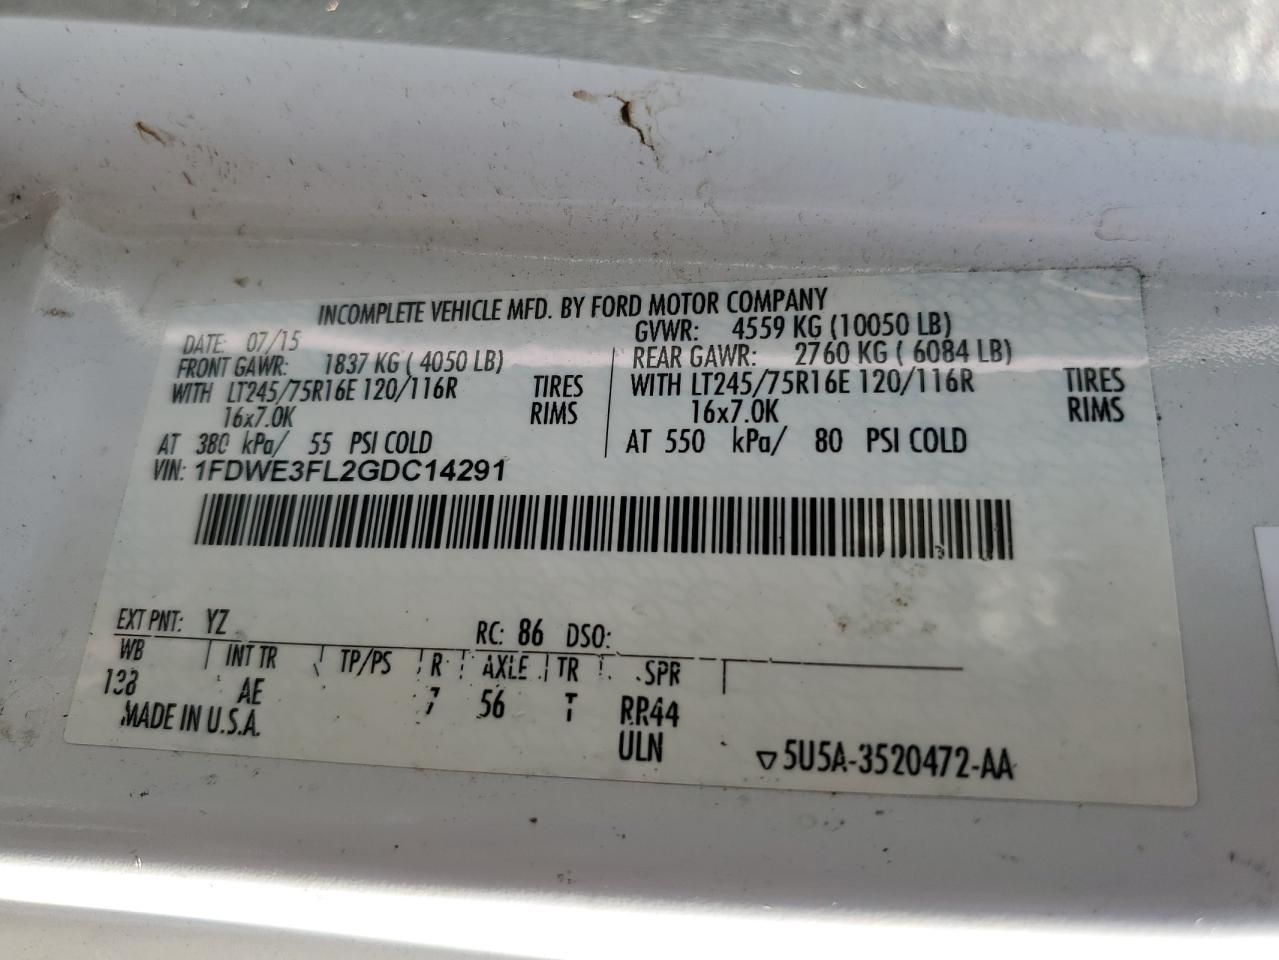 INCOMPLETE VEHICLE MFD. BY FORD MOTOR COMPANY
DATE: 07/15 GVWR: 4559 KG (10050 LB)
FRONT GAWR: 1837 KG ( 4050 LB) REAR GAWR: 2760 KG ( 6084 LB)
WITH LT245/75R16E 120/116R TIRES WITH LT245/75R16E 120/116R TIRES
16x7.0K RIMS 16x7.0K RIMS
AT 380 kPa/ 55 PSI COLD AT 550 kPa/ 80 PSI COLD
VIN: 1FDWE3FL2GDC14291
EXT PNT: YZ RC: 86 DSO:
WB INT TR TP/PS R AXLE TR SPR
138 AE 7 56 T RR44
MADE IN U.S.A. ULN ▽5U5A-3520472-AA